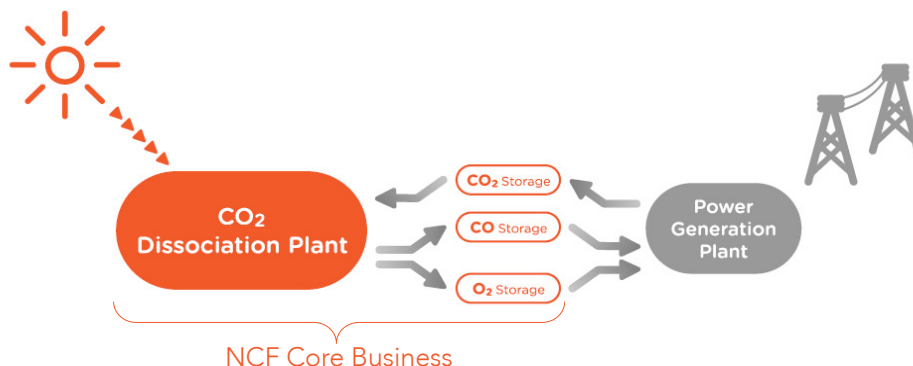 CO₂
Dissociation Plant
CO₂ Storage
CO Storage
O₂ Storage
Power
Generation
Plant
NCF Core Business